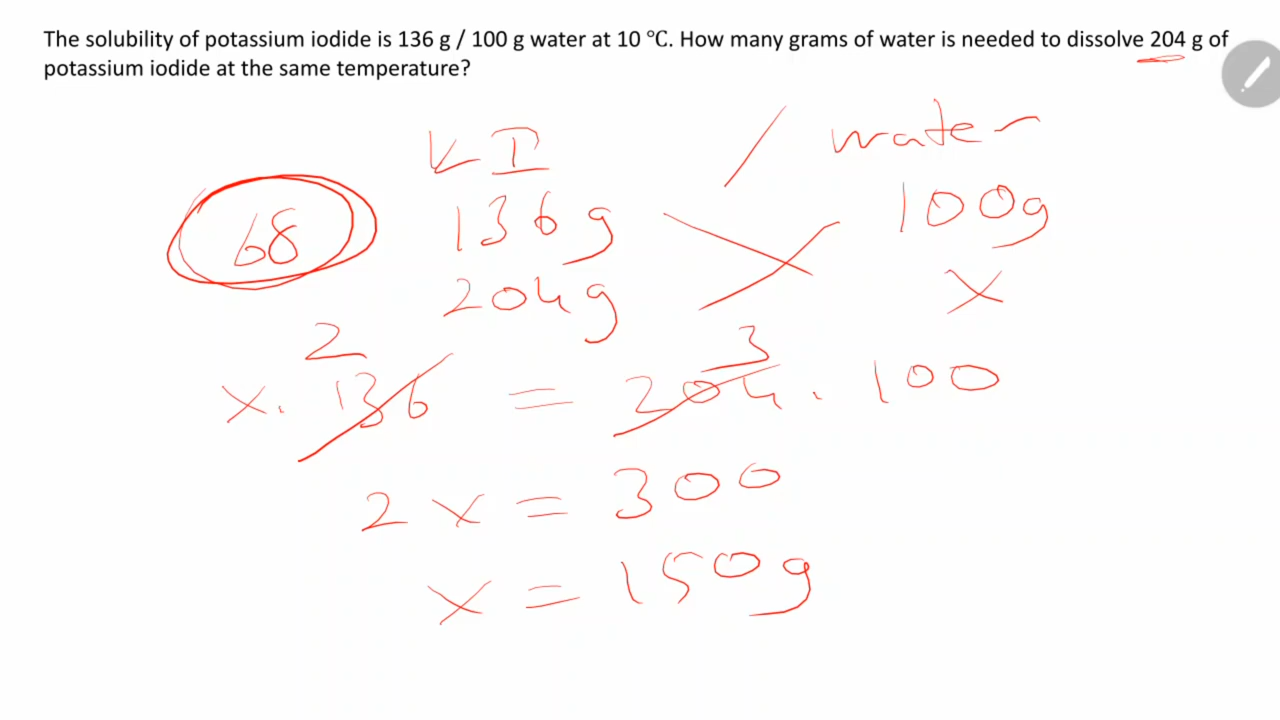 The solubility of potassium iodide is 136 g / 100 g water at 10 °C. How many grams of water is needed to dissolve 204 g of
potassium iodide at the same temperature?
KI / water
68 136g 100g
204g x
2 3
x. 136 = 204 . 100
2x = 300
x = 150g